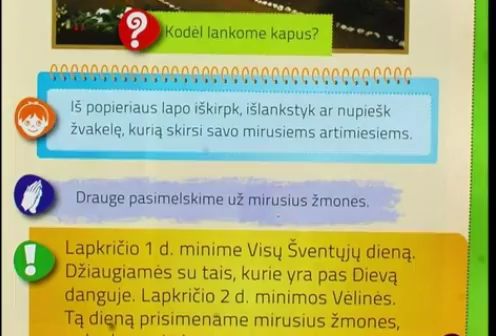 Kodėl lankome kapus?
Iš popieriaus lapo iškirpk, išlankstyk ar nupiešk
žvakelę, kurią skirsi savo mirusiems artimiesiems.
Drauge pasimelskime už mirusius žmones.
Lapkričio 1 d. minime Visų Šventųjų dieną.
Džiaugiamės su tais, kurie yra pas Dievą
danguje. Lapkričio 2 d. minimos Vėlinės.
Tą dieną prisimename mirusius žmones,